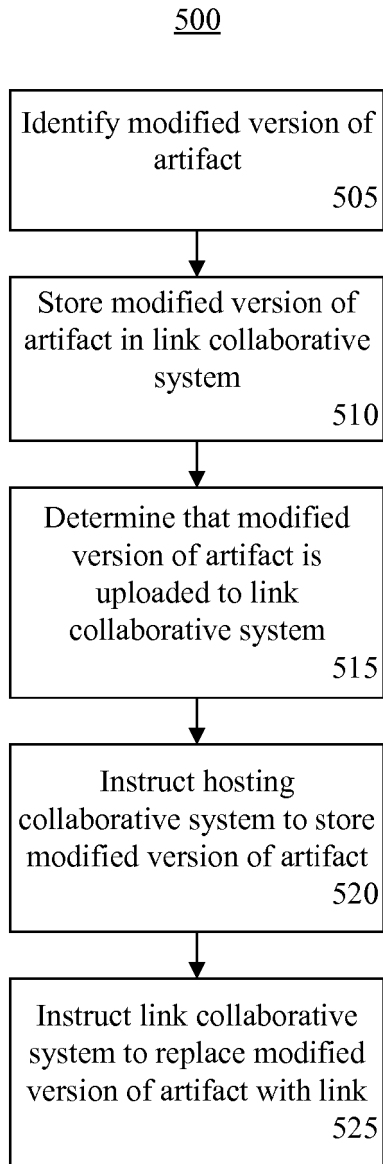 500
Identify modified version of
artifact
505
Store modified version of
artifact in link collaborative
system
510
Determine that modified
version of artifact is
uploaded to link
collaborative system
515
Instruct hosting
collaborative system to store
modified version of artifact
520
Instruct link collaborative
system to replace modified
version of artifact with link
525